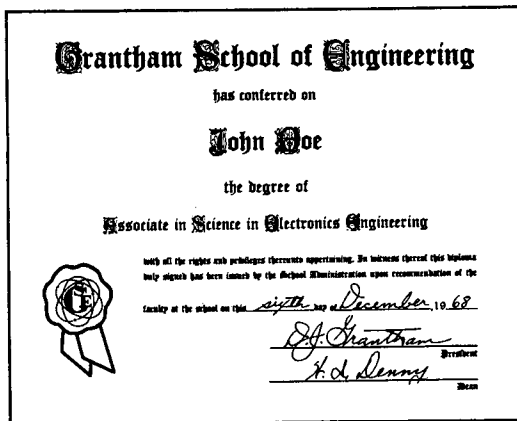 Grantham School of Engineering
has conferred on
John Doe
the degree of
Associate in Science in Electronics Engineering
with all the rights and privileges thereunto appertaining. In witness thereof this diploma
duly signed has been issued by the School Administration upon recommendation of the
faculty at the school on this sixth day of December, 19 68
D.J. Grantham
President
H. L. Denny
Dean
GSE